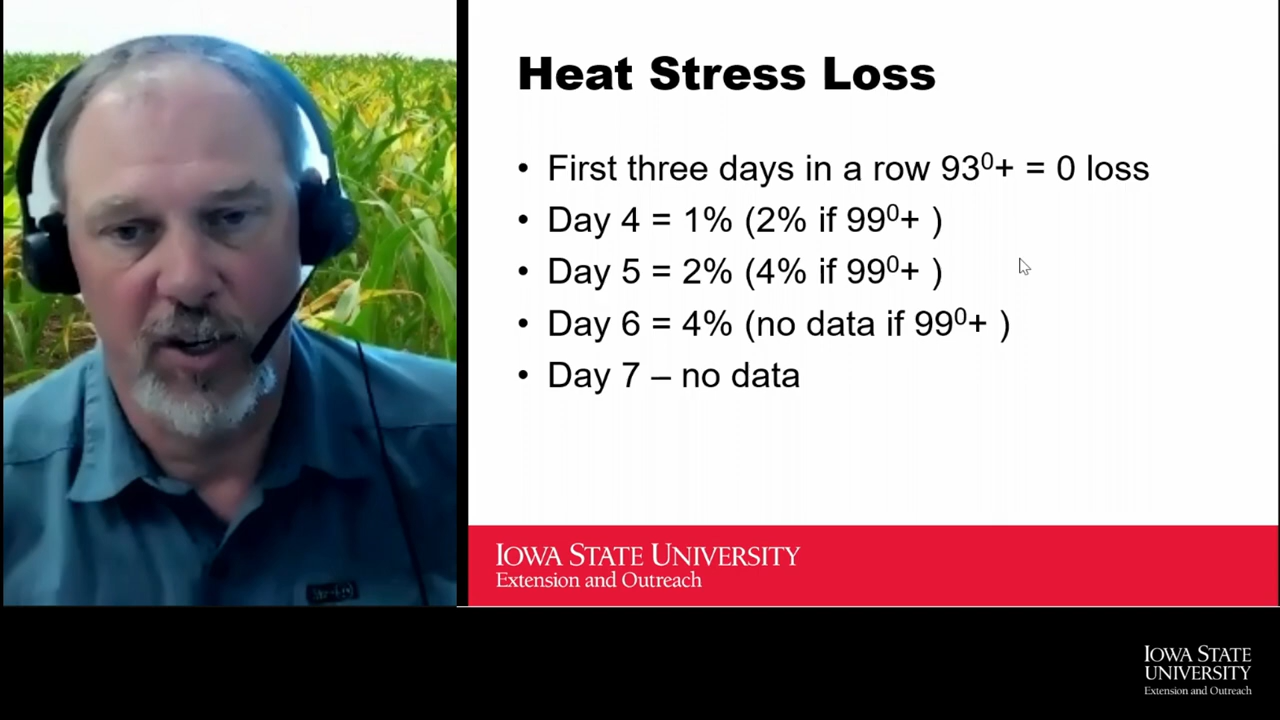 Heat Stress Loss
• First three days in a row 93⁰+ = 0 loss
• Day 4 = 1% (2% if 99⁰+ )
• Day 5 = 2% (4% if 99⁰+ )
• Day 6 = 4% (no data if 99⁰+ )
• Day 7 – no data
IOWA STATE UNIVERSITY
Extension and Outreach
IOWA STATE
UNIVERSITY
Extension and Outreach